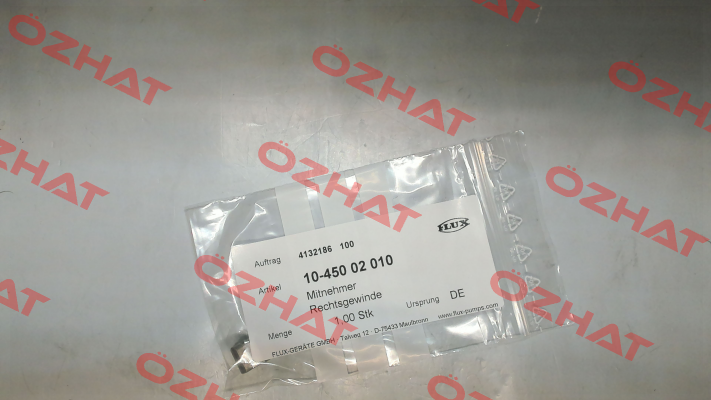 ÖZHAT
ÖZHAT
ÖZHAT
ÖZHAT
ÖZHAT
ÖZHAT
ÖZHAT
ÖZHAT
FLUX
Auftrag 4132186 100
Artikel 10-450 02 010
Mitnehmer
Rechtsgewinde
Menge 1,00 Stk Ursprung DE
FLUX-GERÄTE GMBH Talweg 12 · D-75433 Maulbronn www.flux-pumps.com
ÖZHAT
ÖZHAT
ÖZHAT
ÖZHAT